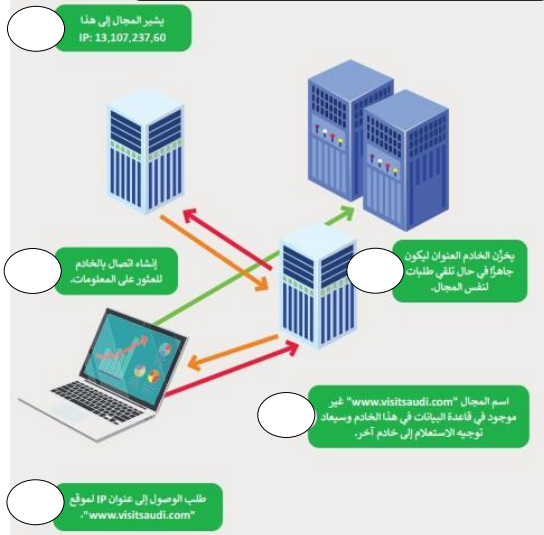 يشير المجال إلى هذا
IP: 13,107,237,60
إنشاء اتصال بالخادم
للعثور على المعلومات.
يخزّن الخادم العنوان ليكون
جاهزًا في حال تلقي طلبات
لنفس المجال.
اسم المجال "www.visitsaudi.com" غير
موجود في قاعدة البيانات في هذا الخادم وسيعاد
توجيه الاستعلام إلى خادم آخر.
طلب الوصول إلى عنوان IP لموقع
"www.visitsaudi.com".